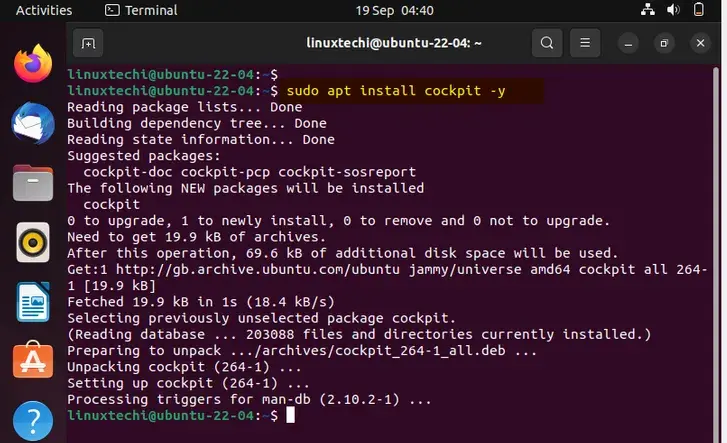 Activities
Terminal
19 Sep 04:40
linuxtechi@ubuntu-22-04: ~
linuxtechi@ubuntu-22-04:~$
linuxtechi@ubuntu-22-04:~$ sudo apt install cockpit -y
Reading package lists... Done
Building dependency tree... Done
Reading state information... Done
Suggested packages:
  cockpit-doc cockpit-pcp cockpit-sosreport
The following NEW packages will be installed
  cockpit
0 to upgrade, 1 to newly install, 0 to remove and 0 not to upgrade.
Need to get 19.9 kB of archives.
After this operation, 69.6 kB of additional disk space will be used.
Get:1 http://gb.archive.ubuntu.com/ubuntu jammy/universe amd64 cockpit all 264-
1 [19.9 kB]
Fetched 19.9 kB in 1s (18.4 kB/s)
Selecting previously unselected package cockpit.
(Reading database ... 203088 files and directories currently installed.)
Preparing to unpack .../archives/cockpit_264-1_all.deb ...
Unpacking cockpit (264-1) ...
Setting up cockpit (264-1) ...
Processing triggers for man-db (2.10.2-1) ...
linuxtechi@ubuntu-22-04:~$